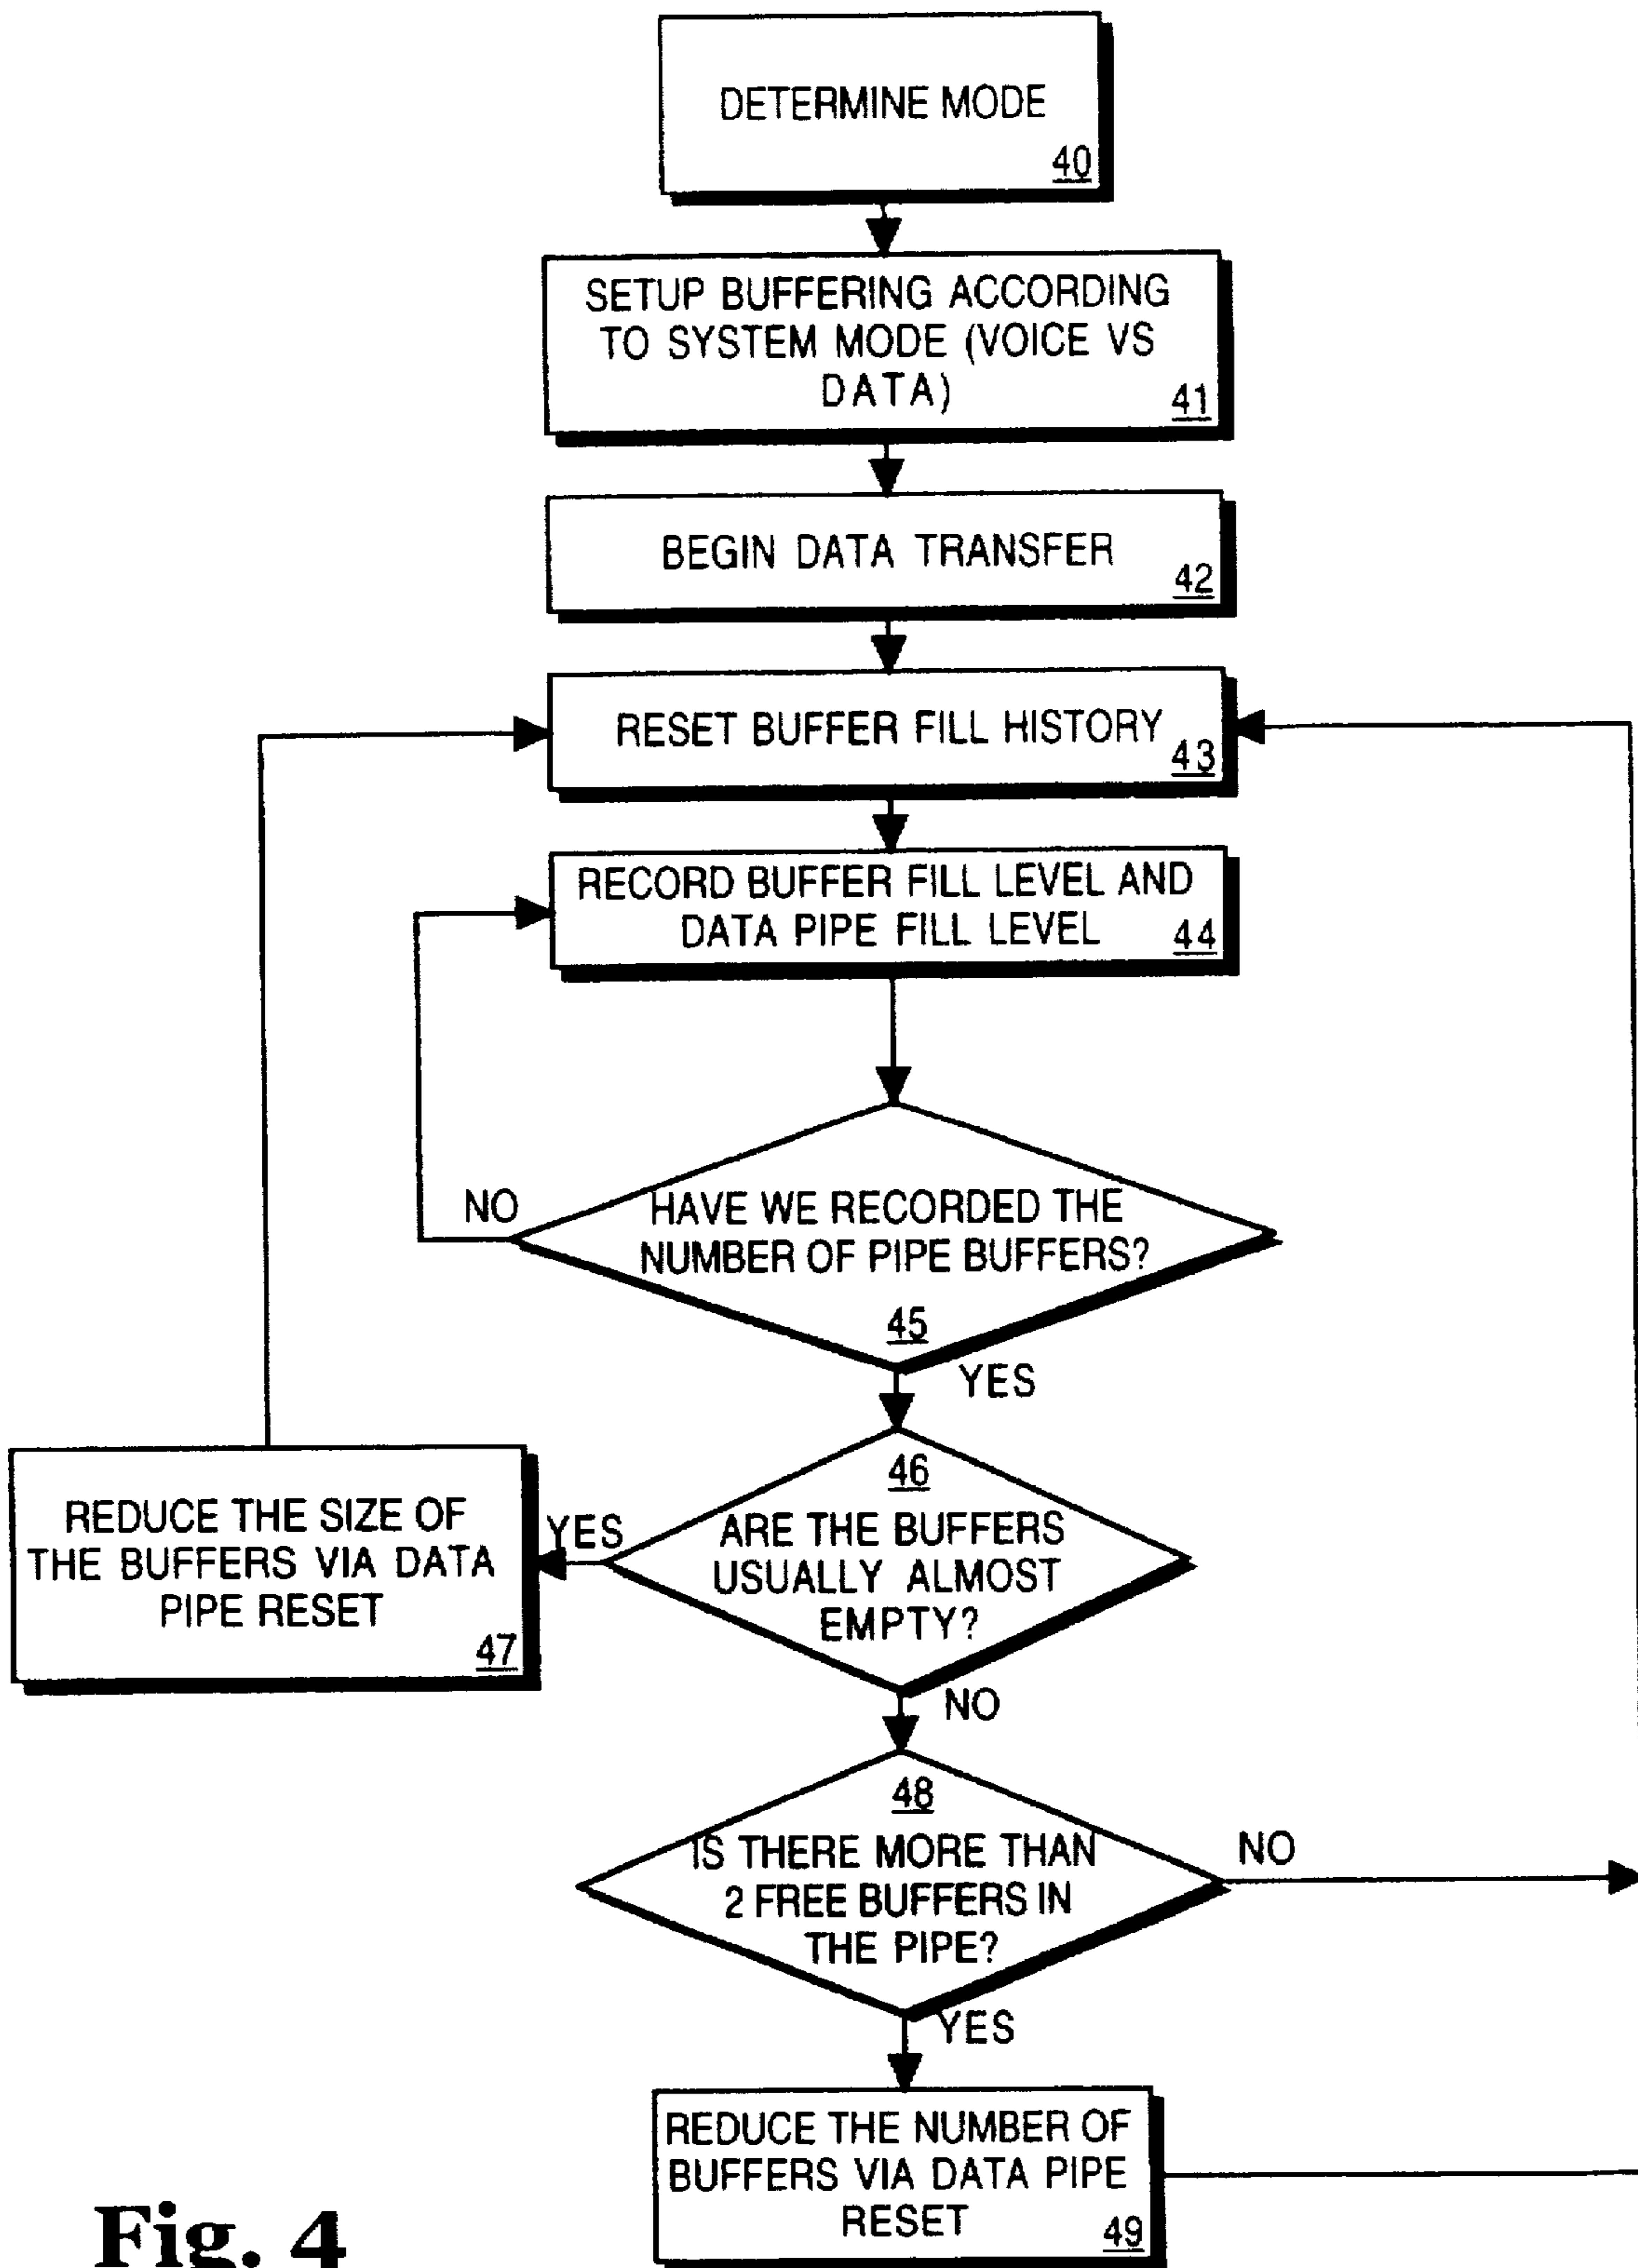 DETERMINE MODE
40
SETUP BUFFERING ACCORDING
TO SYSTEM MODE (VOICE VS
DATA)
41
BEGIN DATA TRANSFER
42
RESET BUFFER FILL HISTORY
43
RECORD BUFFER FILL LEVEL AND
DATA PIPE FILL LEVEL
44
NO
HAVE WE RECORDED THE
NUMBER OF PIPE BUFFERS?
45
YES
46
ARE THE BUFFERS
USUALLY ALMOST
EMPTY?
YES
REDUCE THE SIZE OF
THE BUFFERS VIA DATA
PIPE RESET
47
NO
48
IS THERE MORE THAN
2 FREE BUFFERS IN
THE PIPE?
NO
YES
REDUCE THE NUMBER OF
BUFFERS VIA DATA PIPE
RESET
49
Fig. 4